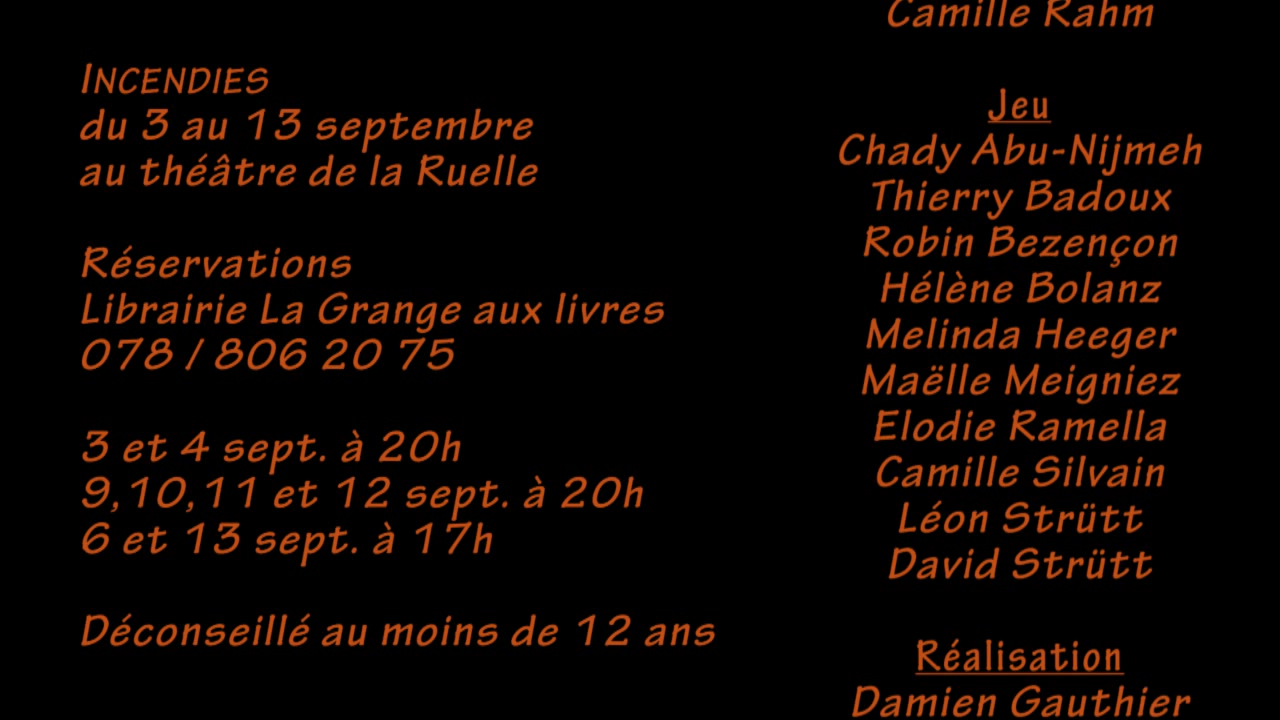 INCENDIES
du 3 au 13 septembre
au théâtre de la Ruelle
Réservations
Librairie La Grange aux livres
078 / 806 20 75
3 et 4 sept. à 20h
9,10,11 et 12 sept. à 20h
6 et 13 sept. à 17h
Déconseillé au moins de 12 ans
Camille Rahm
Jeu
Chady Abu-Nijmeh
Thierry Badoux
Robin Bezençon
Hélène Bolanz
Melinda Heeger
Maëlle Meigniez
Elodie Ramella
Camille Silvain
Léon Strütt
David Strütt
Réalisation
Damien Gauthier